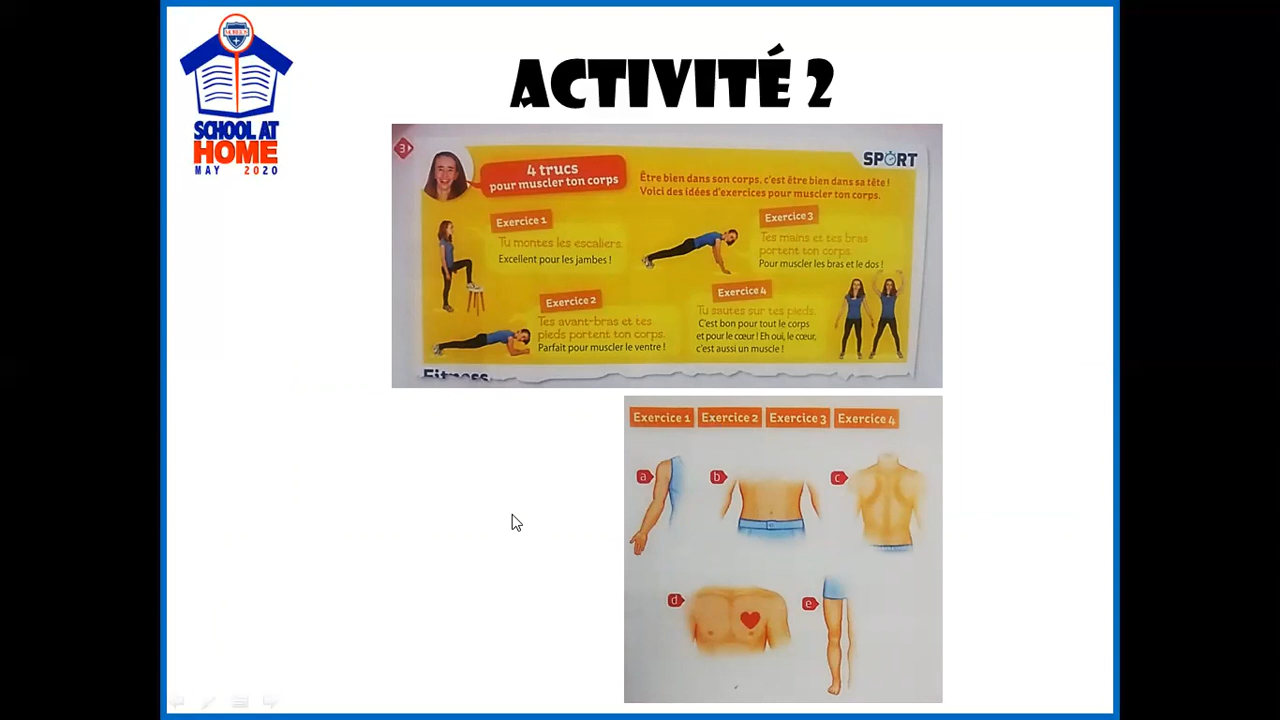 MOBRIDS
SCHOOL AT
HOME
MAY 2020
ACTIVITÉ 2
3
4 trucs
pour muscler ton corps
SPORT
Être bien dans son corps, c'est être bien dans sa tête !
Voici des idées d'exercices pour muscler ton corps.
Exercice 1
Tu montes les escaliers.
Excellent pour les jambes !
Exercice 2
Tes avant-bras et tes
pieds portent ton corps.
Parfait pour muscler le ventre !
Exercice 3
Tes mains et tes bras
portent ton corps.
Pour muscler les bras et le dos !
Exercice 4
Tu sautes sur tes pieds.
C'est bon pour tout le corps
et pour le cœur ! Eh oui, le cœur,
c'est aussi un muscle !
Fitness
Exercice 1 Exercice 2 Exercice 3 Exercice 4
a b c
d e